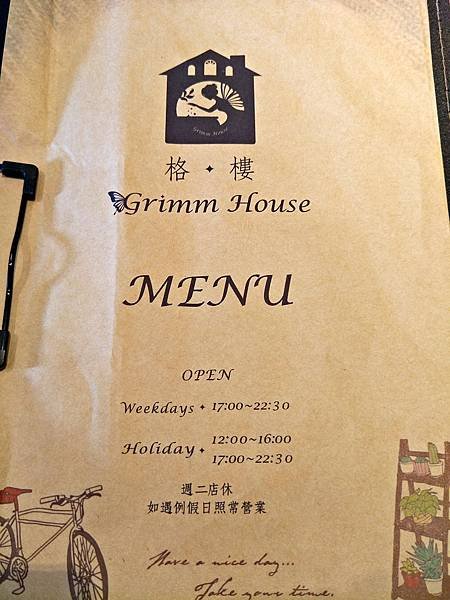 Grimm House
格✦樓
Grimm House
MENU
OPEN
Weekdays ✦ 17:00~22:30
Holiday ✦ 12:00~16:00
17:00~22:30
週二店休
如遇例假日照常營業
Have a nice day...
Take your time.